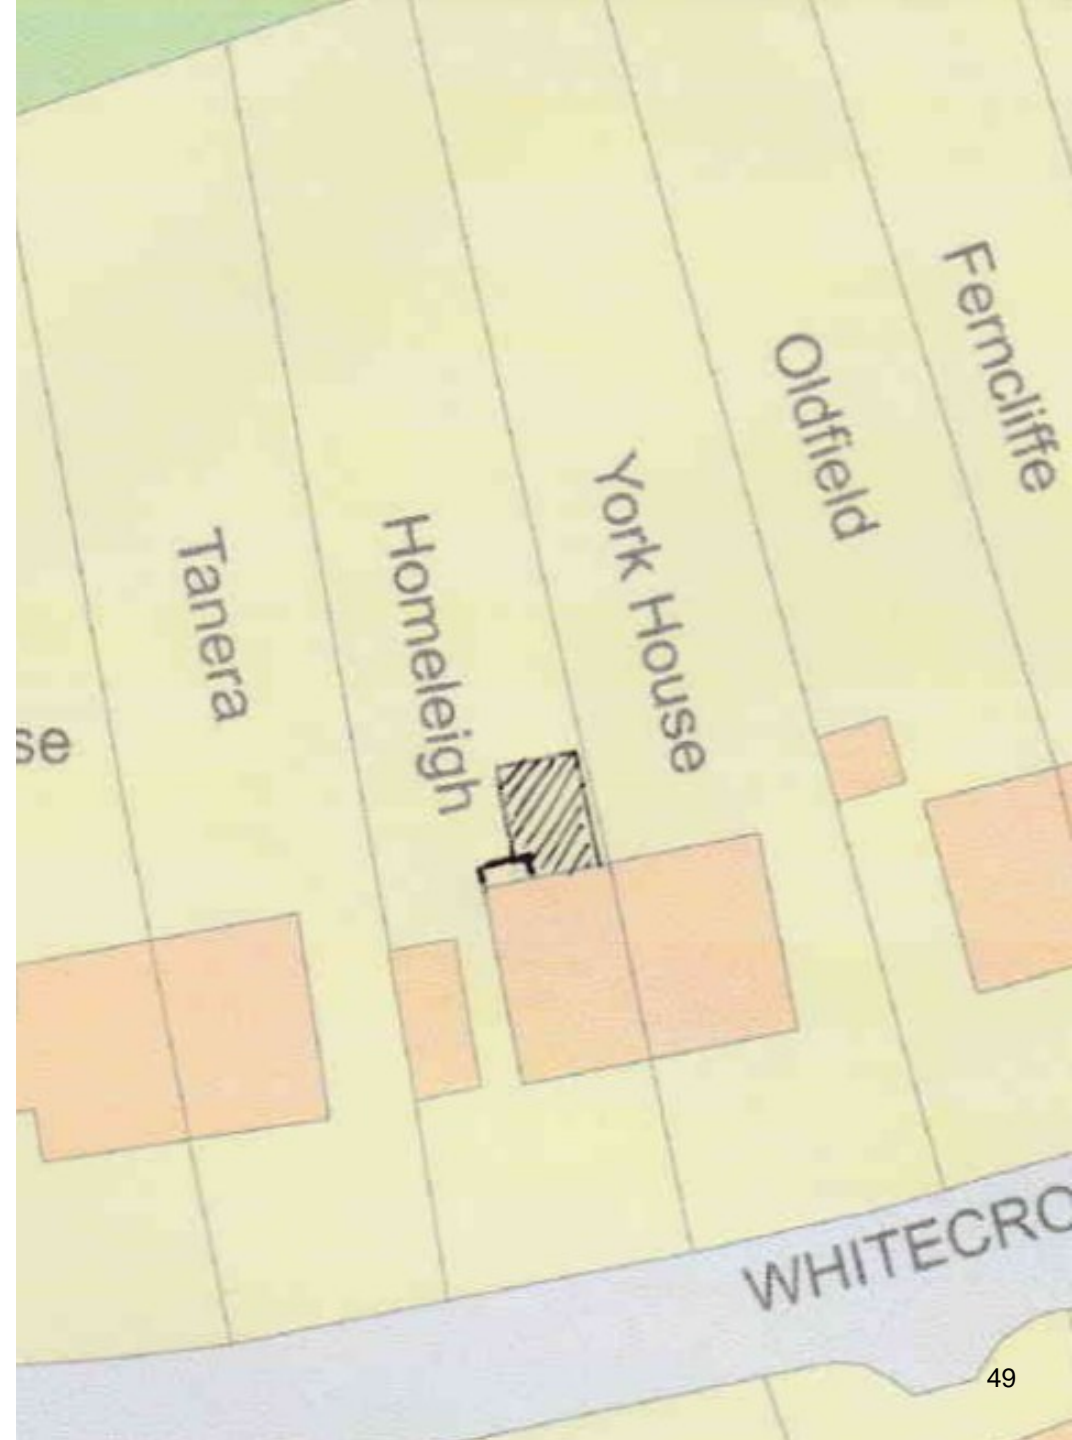 Ferncliffe
Oldfield
York House
Homeleigh
Tanera
se
WHITECRO
49